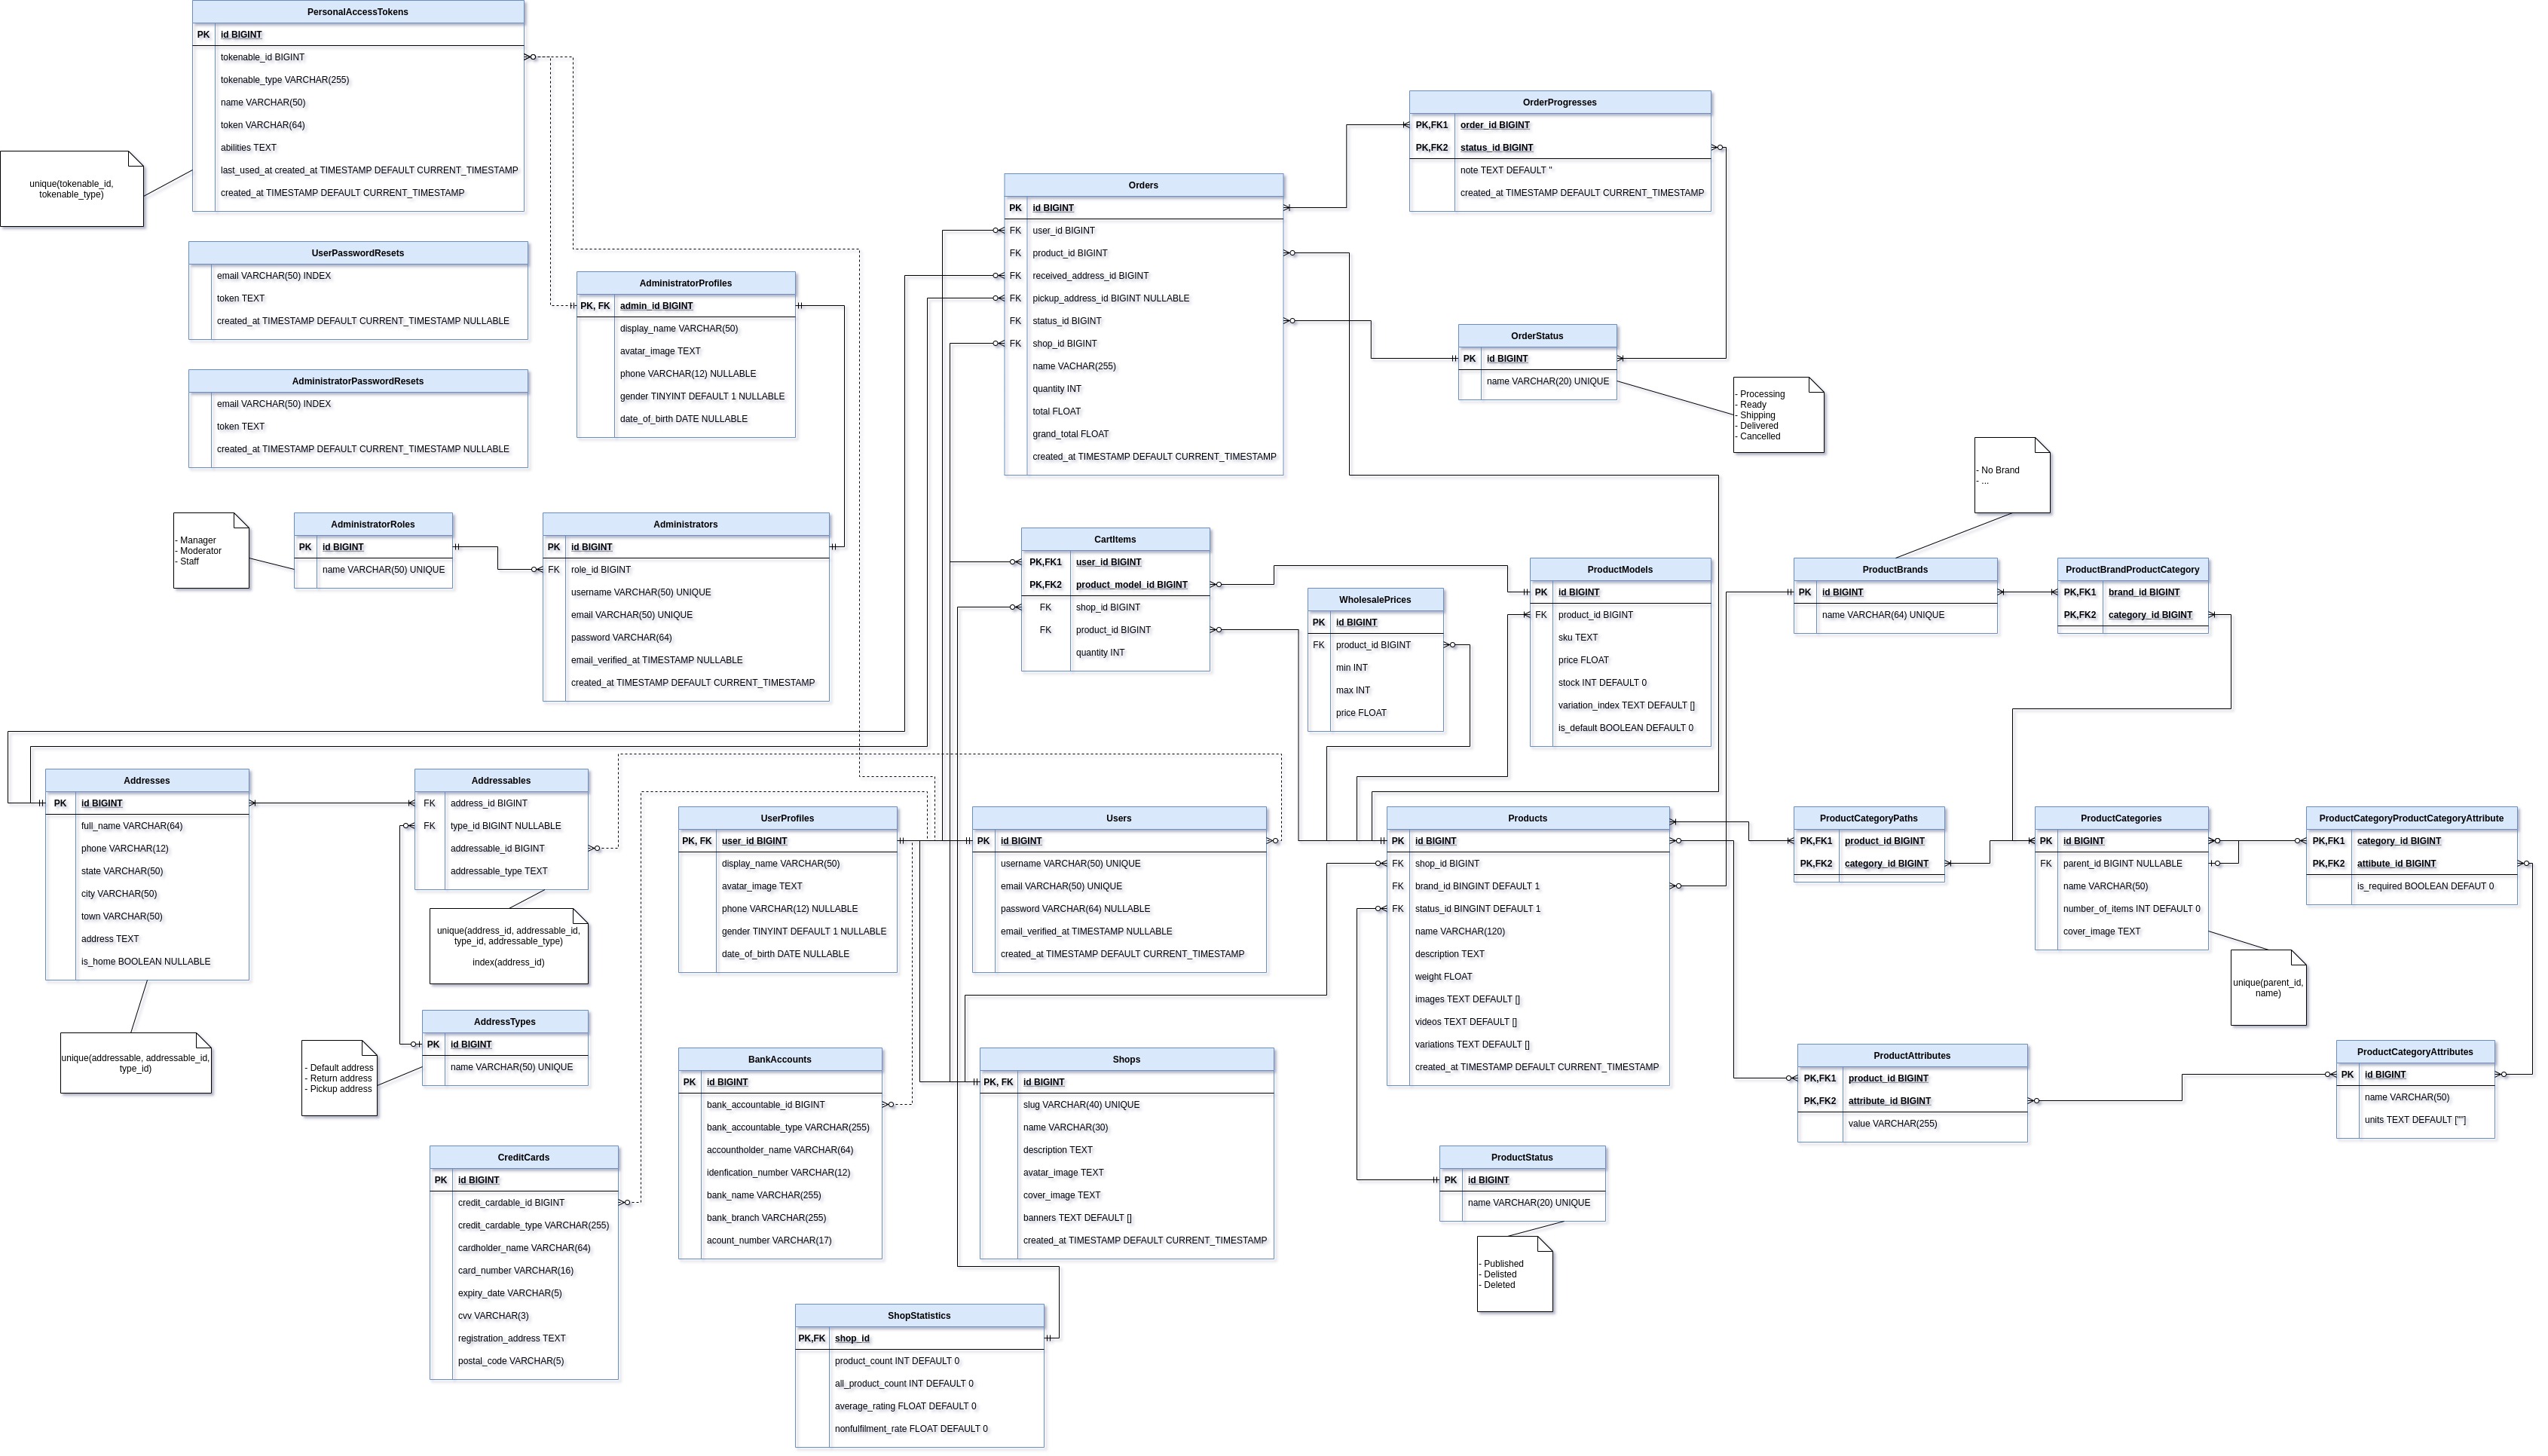 PersonalAccessTokens
PK id BIGINT
tokenable_id BIGINT
tokenable_type VARCHAR(255)
name VARCHAR(50)
token VARCHAR(64)
abilities TEXT
last_used_at created_at TIMESTAMP DEFAULT CURRENT_TIMESTAMP
created_at TIMESTAMP DEFAULT CURRENT_TIMESTAMP
unique(tokenable_id,
tokenable_type)
UserPasswordResets
email VARCHAR(50) INDEX
token TEXT
created_at TIMESTAMP DEFAULT CURRENT_TIMESTAMP NULLABLE
AdministratorPasswordResets
email VARCHAR(50) INDEX
token TEXT
created_at TIMESTAMP DEFAULT CURRENT_TIMESTAMP NULLABLE
AdministratorProfiles
PK, FK admin_id BIGINT
display_name VARCHAR(50)
avatar_image TEXT
phone VARCHAR(12) NULLABLE
gender TINYINT DEFAULT 1 NULLABLE
date_of_birth DATE NULLABLE
Orders
PK id BIGINT
FK user_id BIGINT
FK product_id BIGINT
FK received_address_id BIGINT
FK pickup_address_id BIGINT NULLABLE
FK status_id BIGINT
FK shop_id BIGINT
name VACHAR(255)
quantity INT
total FLOAT
grand_total FLOAT
created_at TIMESTAMP DEFAULT CURRENT_TIMESTAMP
OrderProgresses
PK,FK1 order_id BIGINT
PK,FK2 status_id BIGINT
note TEXT DEFAULT ''
created_at TIMESTAMP DEFAULT CURRENT_TIMESTAMP
OrderStatus
PK id BIGINT
name VARCHAR(20) UNIQUE
- Processing
- Ready
- Shipping
- Delivered
- Cancelled
- No Brand
- ...
- Manager
- Moderator
- Staff
AdministratorRoles
PK id BIGINT
name VARCHAR(50) UNIQUE
Administrators
PK id BIGINT
FK role_id BIGINT
username VARCHAR(50) UNIQUE
email VARCHAR(50) UNIQUE
password VARCHAR(64)
email_verified_at TIMESTAMP NULLABLE
created_at TIMESTAMP DEFAULT CURRENT_TIMESTAMP
CartItems
PK,FK1 user_id BIGINT
PK,FK2 product_model_id BIGINT
FK shop_id BIGINT
FK product_id BIGINT
quantity INT
WholesalePrices
PK id BIGINT
FK product_id BIGINT
min INT
max INT
price FLOAT
ProductModels
PK id BIGINT
FK product_id BIGINT
sku TEXT
price FLOAT
stock INT DEFAULT 0
variation_index TEXT DEFAULT []
is_default BOOLEAN DEFAULT 0
ProductBrands
PK id BIGINT
name VARCHAR(64) UNIQUE
ProductBrandProductCategory
PK,FK1 brand_id BIGINT
PK,FK2 category_id BIGINT
Addresses
PK id BIGINT
full_name VARCHAR(64)
phone VARCHAR(12)
state VARCHAR(50)
city VARCHAR(50)
town VARCHAR(50)
address TEXT
is_home BOOLEAN NULLABLE
unique(addressable, addressable_id,
type_id)
Addressables
FK address_id BIGINT
FK type_id BIGINT NULLABLE
addressable_id BIGINT
addressable_type TEXT
unique(address_id, addressable_id,
type_id, addressable_type)
index(address_id)
AddressTypes
PK id BIGINT
name VARCHAR(50) UNIQUE
- Default address
- Return address
- Pickup address
CreditCards
PK id BIGINT
credit_cardable_id BIGINT
credit_cardable_type VARCHAR(255)
cardholder_name VARCHAR(64)
card_number VARCHAR(16)
expiry_date VARCHAR(5)
cvv VARCHAR(3)
registration_address TEXT
postal_code VARCHAR(5)
UserProfiles
PK, FK user_id BIGINT
display_name VARCHAR(50)
avatar_image TEXT
phone VARCHAR(12) NULLABLE
gender TINYINT DEFAULT 1 NULLABLE
date_of_birth DATE NULLABLE
BankAccounts
PK id BIGINT
bank_accountable_id BIGINT
bank_accountable_type VARCHAR(255)
accountholder_name VARCHAR(64)
idenfication_number VARCHAR(12)
bank_name VARCHAR(255)
bank_branch VARCHAR(255)
acount_number VARCHAR(17)
Users
PK id BIGINT
username VARCHAR(50) UNIQUE
email VARCHAR(50) UNIQUE
password VARCHAR(64) NULLABLE
email_verified_at TIMESTAMP NULLABLE
created_at TIMESTAMP DEFAULT CURRENT_TIMESTAMP
Shops
PK, FK id BIGINT
slug VARCHAR(40) UNIQUE
name VARCHAR(30)
description TEXT
avatar_image TEXT
cover_image TEXT
banners TEXT DEFAULT []
created_at TIMESTAMP DEFAULT CURRENT_TIMESTAMP
ShopStatistics
PK,FK shop_id
product_count INT DEFAULT 0
all_product_count INT DEFAULT 0
average_rating FLOAT DEFAULT 0
nonfulfilment_rate FLOAT DEFAULT 0
Products
PK id BIGINT
FK shop_id BIGINT
FK brand_id BINGINT DEFAULT 1
FK status_id BINGINT DEFAULT 1
name VARCHAR(120)
description TEXT
weight FLOAT
images TEXT DEFAULT []
videos TEXT DEFAULT []
variations TEXT DEFAULT []
created_at TIMESTAMP DEFAULT CURRENT_TIMESTAMP
ProductStatus
PK id BIGINT
name VARCHAR(20) UNIQUE
- Published
- Delisted
- Deleted
ProductCategoryPaths
PK,FK1 product_id BIGINT
PK,FK2 category_id BIGINT
ProductCategories
PK id BIGINT
FK parent_id BIGINT NULLABLE
name VARCHAR(50)
number_of_items INT DEFAULT 0
cover_image TEXT
unique(parent_id,
name)
ProductCategoryProductCategoryAttribute
PK,FK1 category_id BIGINT
PK,FK2 attibute_id BIGINT
is_required BOOLEAN DEFAUT 0
ProductAttributes
PK,FK1 product_id BIGINT
PK,FK2 attribute_id BIGINT
value VARCHAR(255)
ProductCategoryAttributes
PK id BIGINT
name VARCHAR(50)
units TEXT DEFAULT [""]